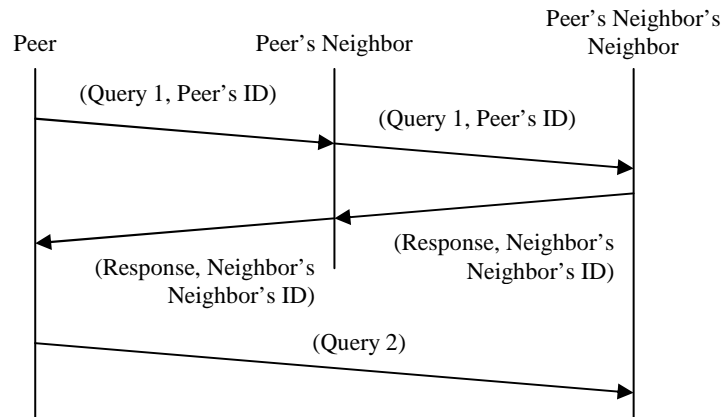 Peer
Peer's Neighbor
Peer's Neighbor's
Neighbor
(Query 1, Peer's ID)
(Query 1, Peer's ID)
(Response, Neighbor's
Neighbor's ID)
(Response, Neighbor's
Neighbor's ID)
(Query 2)